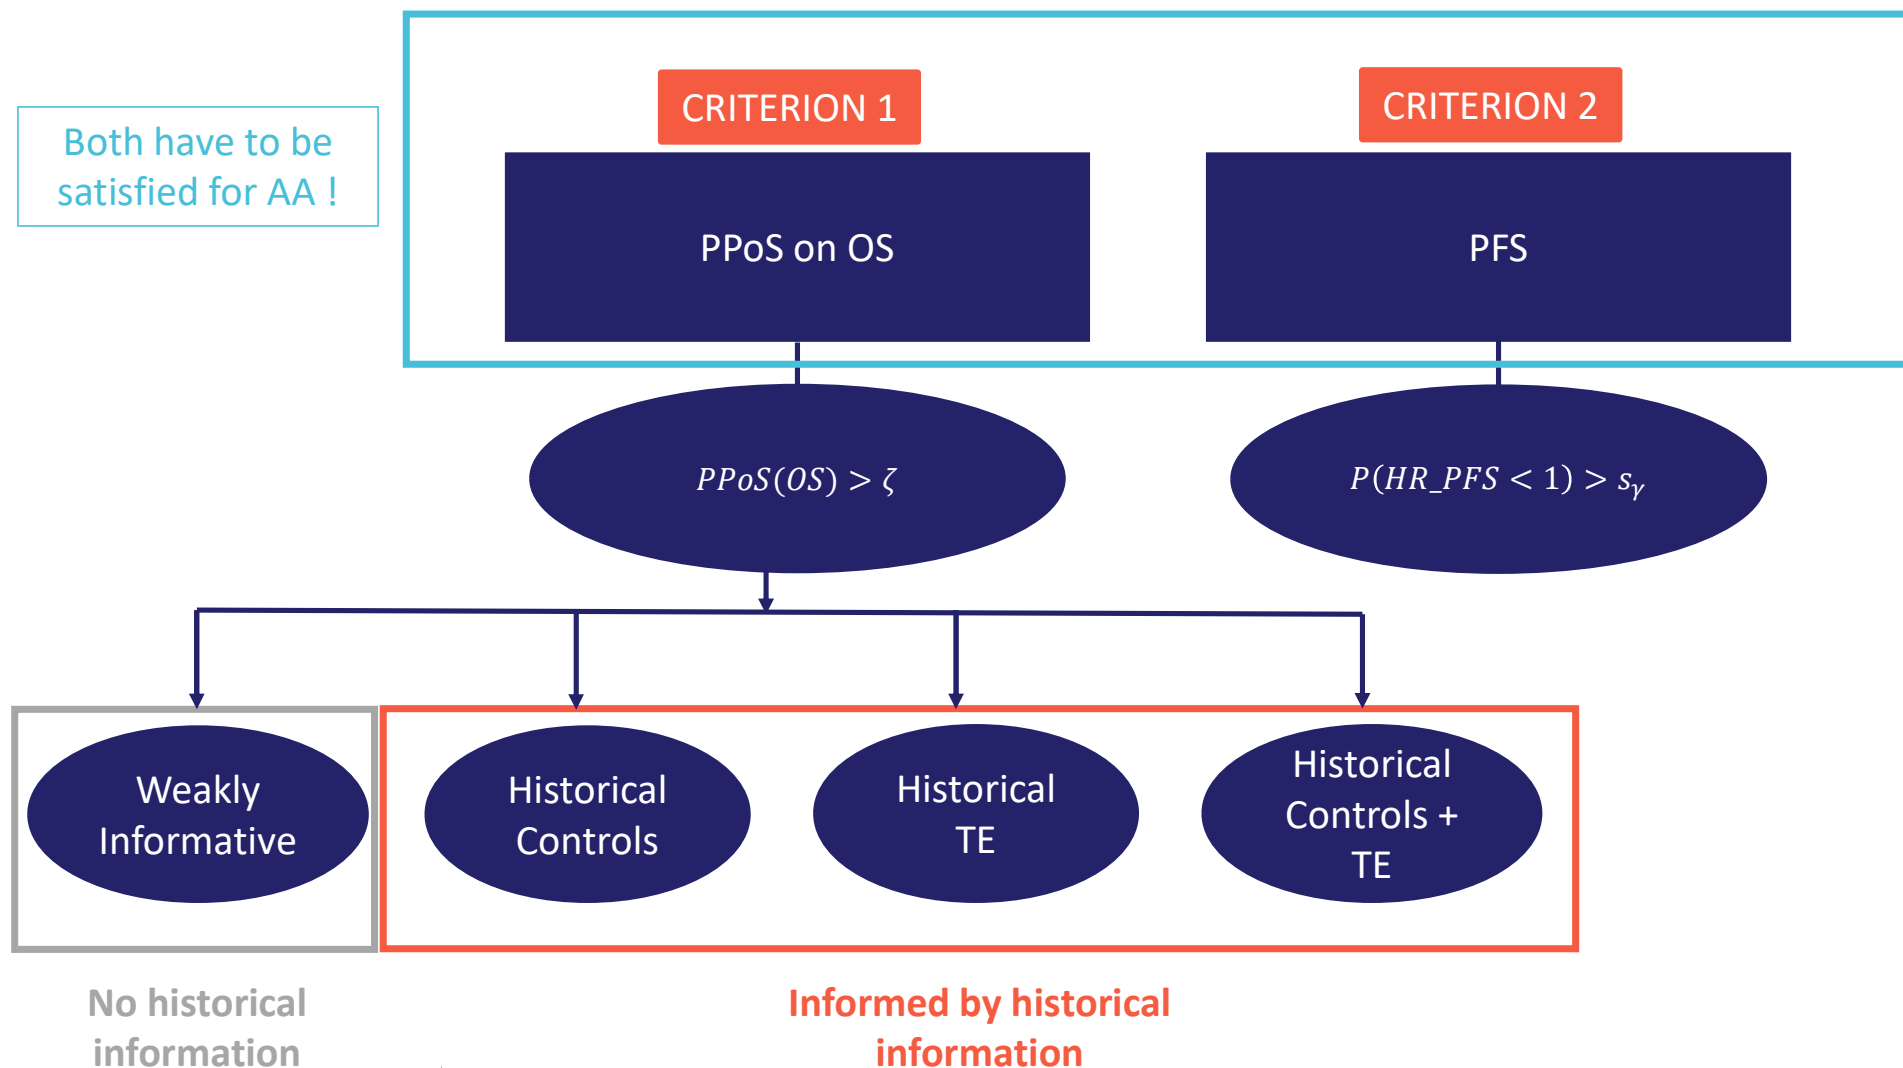 Both have to be
satisfied for AA !
CRITERION 1
CRITERION 2
PPoS on OS
PFS
PPoS(OS) > ζ
P(HR_PFS < 1) > sᵧ
Weakly
Informative
Historical
Controls
Historical
TE
Historical
Controls +
TE
No historical
information
Informed by historical
information